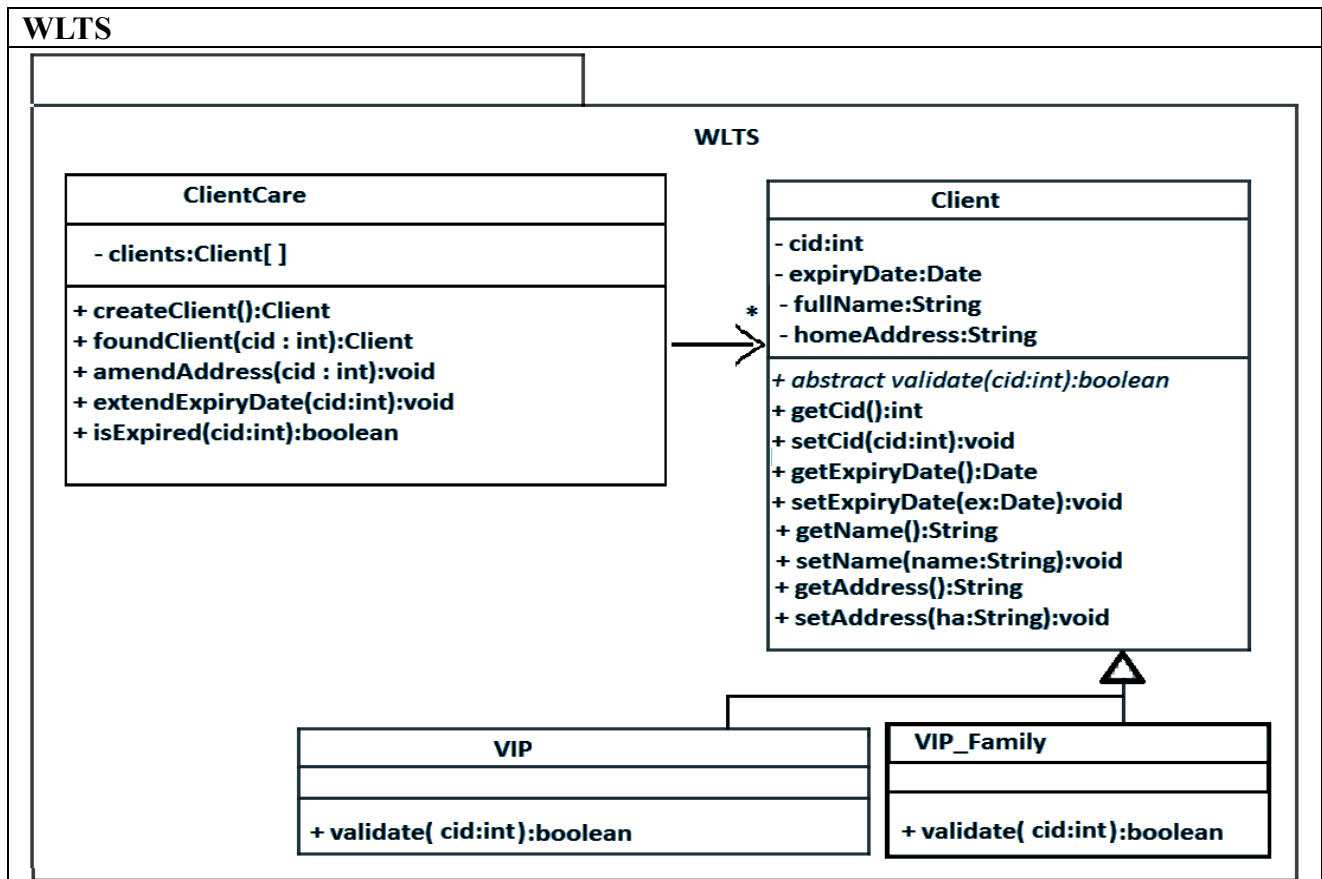 WLTS
WLTS
ClientCare
- clients:Client[ ]
+ createClient():Client
+ foundClient(cid : int):Client
+ amendAddress(cid : int):void
+ extendExpiryDate(cid:int):void
+ isExpired(cid:int):boolean
*
Client
- cid:int
- expiryDate:Date
- fullName:String
- homeAddress:String
+ abstract validate(cid:int):boolean
+ getCid():int
+ setCid(cid:int):void
+ getExpiryDate():Date
+ setExpiryDate(ex:Date):void
+ getName():String
+ setName(name:String):void
+ getAddress():String
+ setAddress(ha:String):void
VIP
+ validate( cid:int):boolean
VIP_Family
+ validate( cid:int):boolean